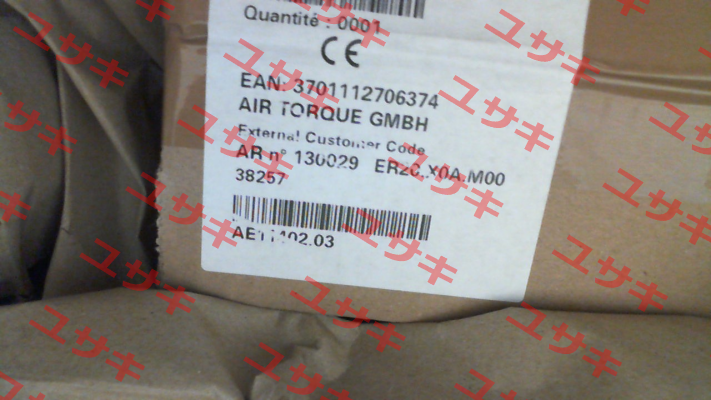 Quantité : 0001
CE
EAN: 3701112706374
AIR TORQUE GMBH
External Customer Code
AR n° 130029 ER20.X0A.M00
38257
ユサキ